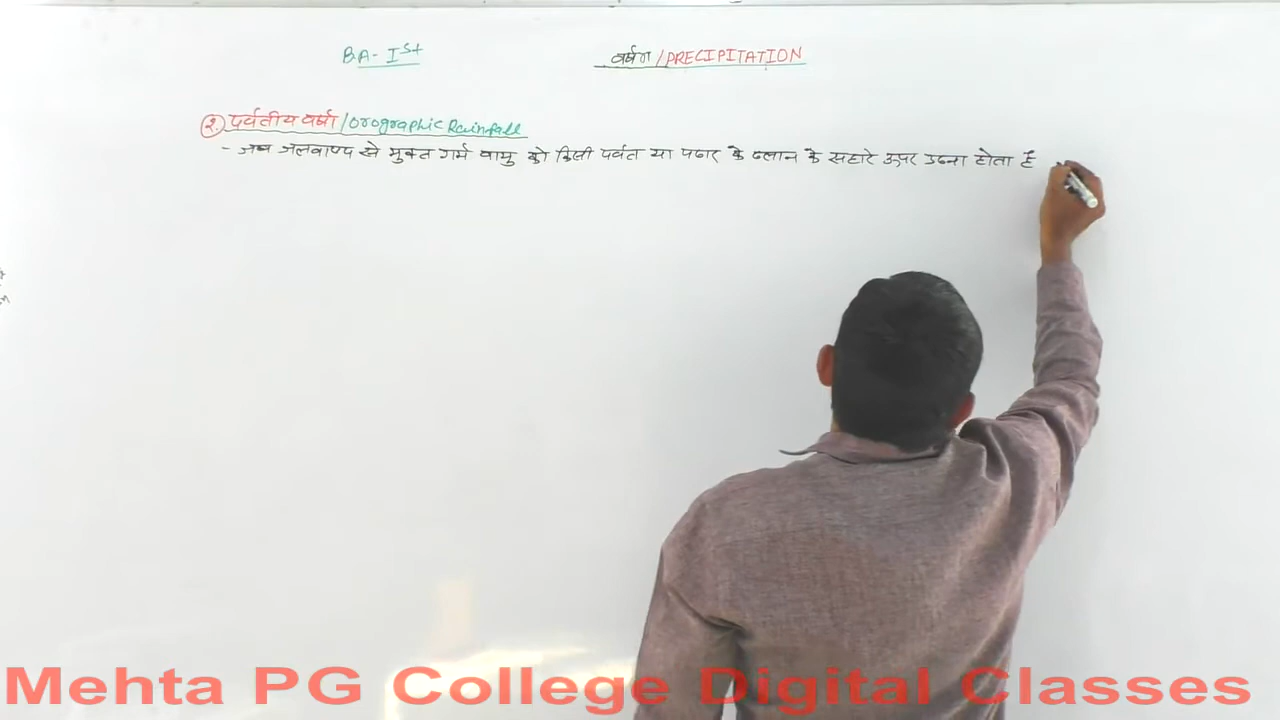 BA-Ist
वर्षण/PRECIPITATION
२. पर्वतीय वर्षा/Orographic Rainfall
- जब जलवाष्प से युक्त गर्म वायु को किसी पर्वत या पठार के ढलान के सहारे ऊपर उठना होता है
Mehta PG College Digital Classes